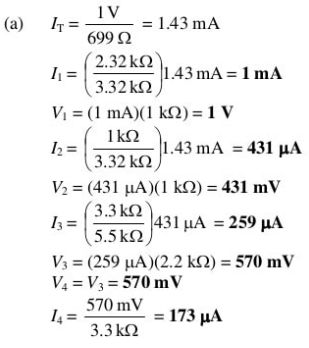 (a) I_T = 1 V / 699 Ω = 1.43 mA
I_1 = (2.32 kΩ / 3.32 kΩ)1.43 mA = 1 mA
V_1 = (1 mA)(1 kΩ) = 1 V
I_2 = (1 kΩ / 3.32 kΩ)1.43 mA = 431 μA
V_2 = (431 μA)(1 kΩ) = 431 mV
I_3 = (3.3 kΩ / 5.5 kΩ)431 μA = 259 μA
V_3 = (259 μA)(2.2 kΩ) = 570 mV
V_4 = V_3 = 570 mV
I_4 = 570 mV / 3.3 kΩ = 173 μA